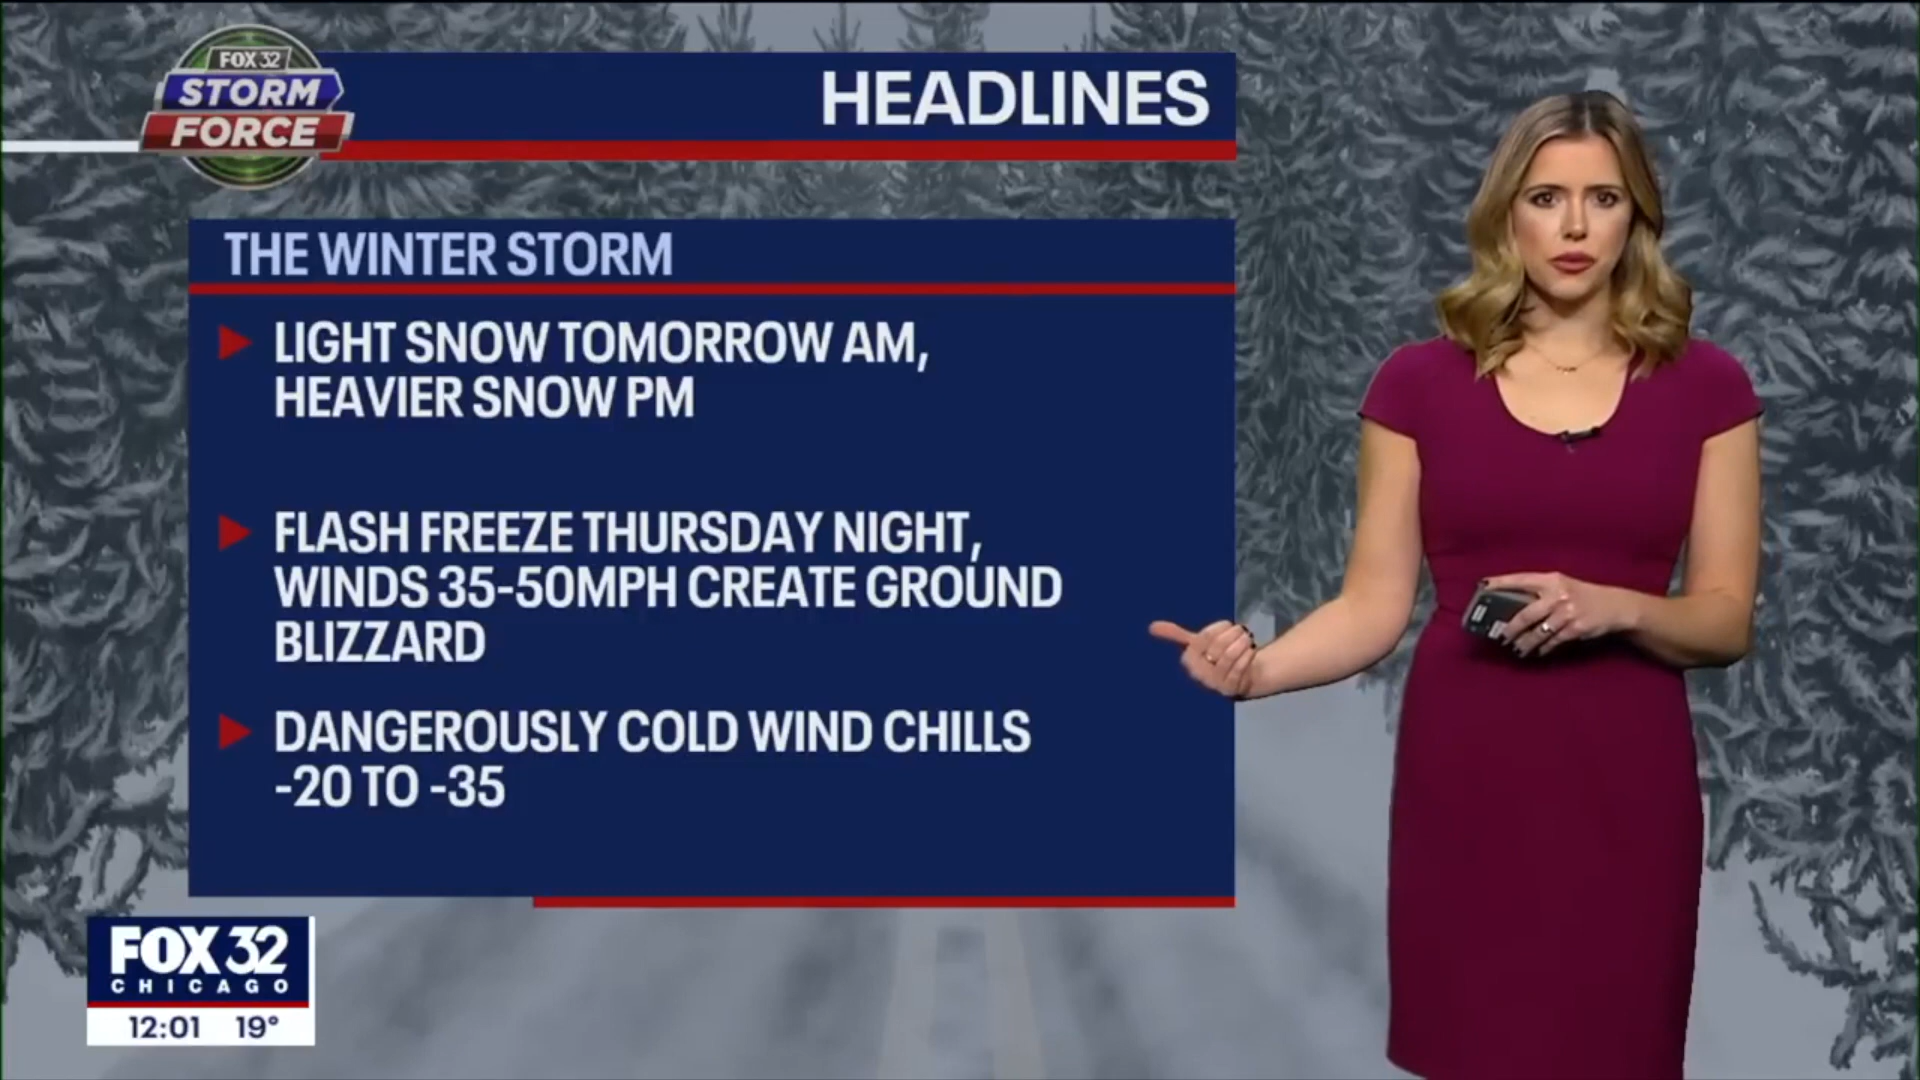 FOX 32
STORM
FORCE
HEADLINES
THE WINTER STORM
LIGHT SNOW TOMORROW AM,
HEAVIER SNOW PM
FLASH FREEZE THURSDAY NIGHT,
WINDS 35-50MPH CREATE GROUND
BLIZZARD
DANGEROUSLY COLD WIND CHILLS
-20 TO -35
FOX 32
CHICAGO
12:01 19°